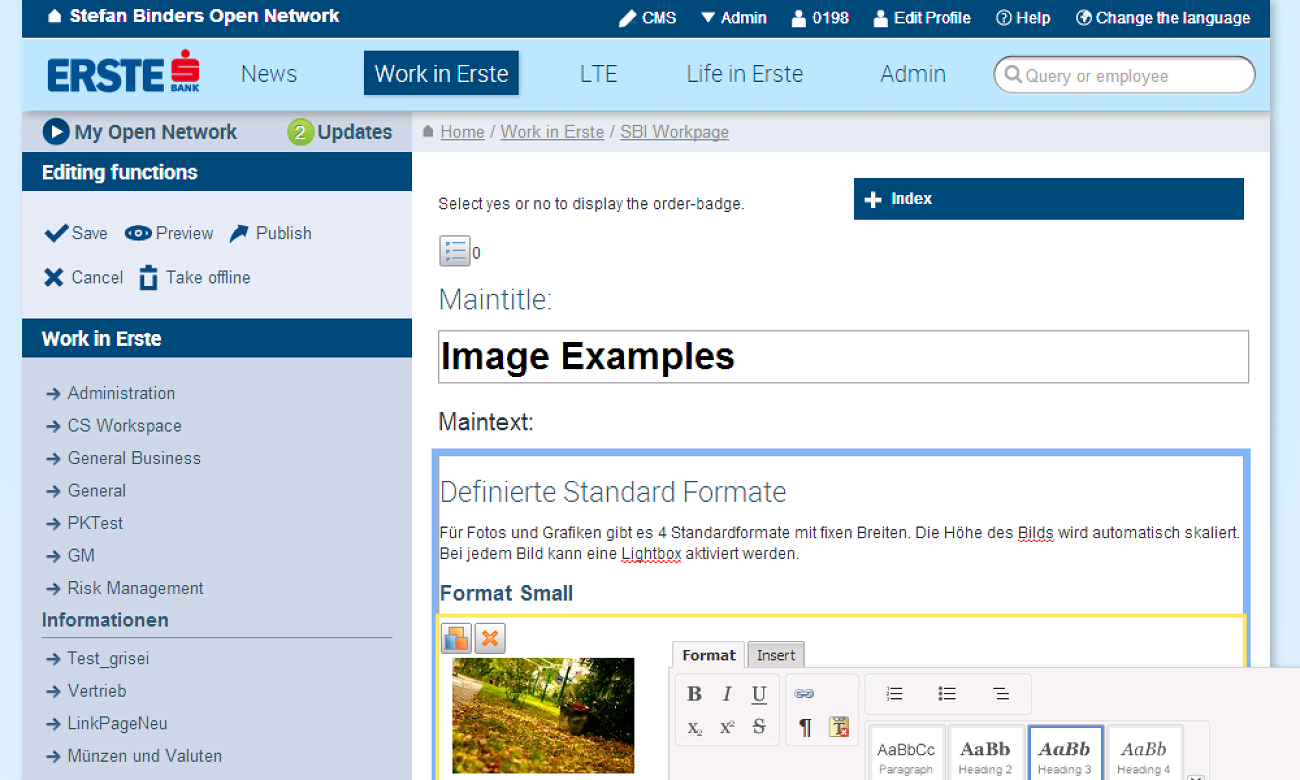 Stefan Binders Open Network
CMS Admin 0198 Edit Profile Help Change the language
ERSTE BANK
News Work in Erste LTE Life in Erste Admin Query or employee
My Open Network 2 Updates
Home / Work in Erste / SBI Workpage
Editing functions
Save Preview Publish
Cancel Take offline
Work in Erste
Administration
CS Workspace
General Business
General
PKTest
GM
Risk Management
Informationen
Test_grisei
Vertrieb
LinkPageNeu
Münzen und Valuten
Select yes or no to display the order-badge.
Index
0
Maintitle:
Image Examples
Maintext:
Definierte Standard Formate
Für Fotos und Grafiken gibt es 4 Standardformate mit fixen Breiten. Die Höhe des Bilds wird automatisch skaliert.
Bei jedem Bild kann eine Lightbox aktiviert werden.
Format Small
Format Insert
B I U
X₂ X² S ¶ T
AaBbCc AaBb AaBb AaBb
Paragraph Heading 2 Heading 3 Heading 4